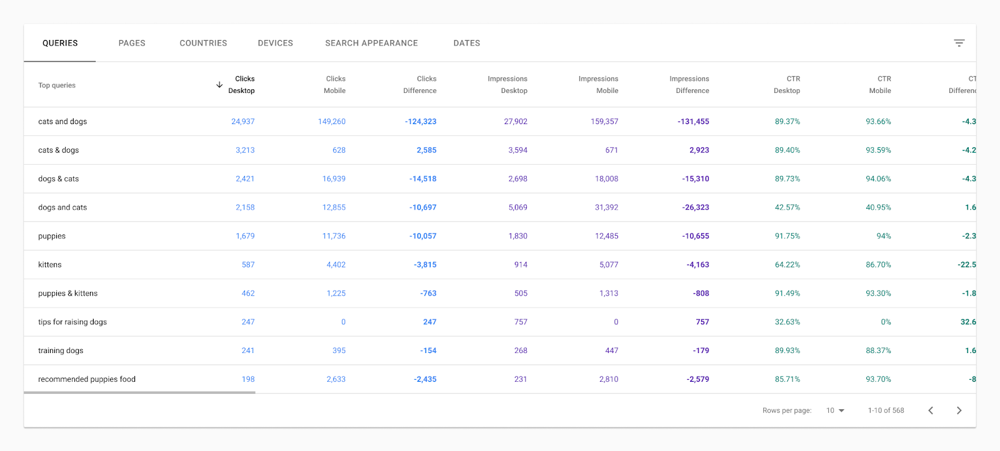 QUERIES PAGES COUNTRIES DEVICES SEARCH APPEARANCE DATES
Top queries Clicks Desktop Clicks Mobile Clicks Difference Impressions Desktop Impressions Mobile Impressions Difference CTR Desktop CTR Mobile
cats and dogs 24,937 149,260 -124,323 27,902 159,357 -131,455 89.37% 93.66% -4.3
cats & dogs 3,213 628 2,585 3,594 671 2,923 89.40% 93.59% -4.2
dogs & cats 2,421 16,939 -14,518 2,698 18,008 -15,310 89.73% 94.06% -4.3
dogs and cats 2,158 12,855 -10,697 5,069 31,392 -26,323 42.57% 40.95% 1.6
puppies 1,679 11,736 -10,057 1,830 12,485 -10,655 91.75% 94% -2.3
kittens 587 4,402 -3,815 914 5,077 -4,163 64.22% 86.70% -22.5
puppies & kittens 462 1,225 -763 505 1,313 -808 91.49% 93.30% -1.8
tips for raising dogs 247 0 247 757 0 757 32.63% 0% 32.6
training dogs 241 395 -154 268 447 -179 89.93% 88.37% 1.6
recommended puppies food 198 2,633 -2,435 231 2,810 -2,579 85.71% 93.70% -8
Rows per page: 10 1-10 of 568